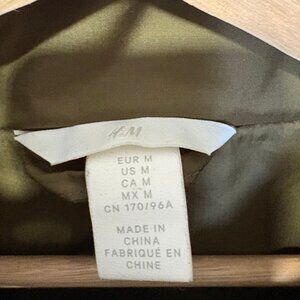 H&M
EUR M
US M
CA M
MX M
CN 170/96A
MADE IN
CHINA
FABRIQUÉ EN
CHINE